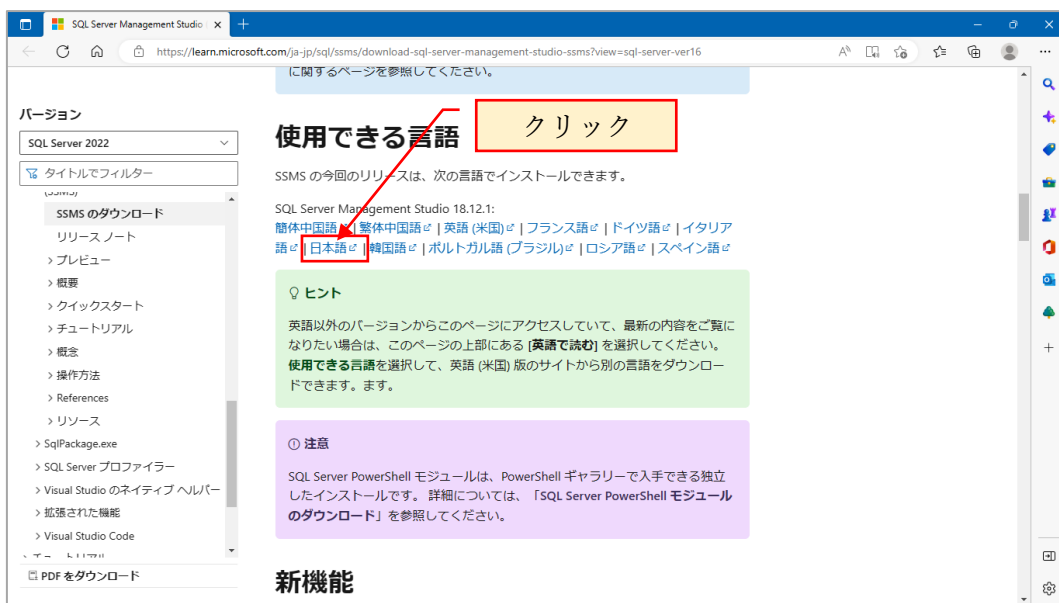 SQL Server Management Studio
https://learn.microsoft.com/ja-jp/sql/ssms/download-sql-server-management-studio-ssms?view=sql-server-ver16
に関するページを参照してください。
バージョン
SQL Server 2022
タイトルでフィルター
(SSMS)
SSMS のダウンロード
リリース ノート
プレビュー
概要
クイックスタート
チュートリアル
概念
操作方法
References
リソース
SqlPackage.exe
SQL Server プロファイラー
Visual Studio のネイティブ ヘルパー
拡張された機能
Visual Studio Code
チュートリアル
PDF をダウンロード
使用できる言語
クリック
SSMS の今回のリリースは、次の言語でインストールできます。
SQL Server Management Studio 18.12.1:
簡体中国語 | 繁体中国語 | 英語 (米国) | フランス語 | ドイツ語 | イタリア
語 | 日本語 | 韓国語 | ポルトガル語 (ブラジル) | ロシア語 | スペイン語
ヒント
英語以外のバージョンからこのページにアクセスしていて、最新の内容をご覧に
なりたい場合は、このページの上部にある [英語で読む] を選択してください。
使用できる言語を選択して、英語 (米国) 版のサイトから別の言語をダウンロー
ドできます。ます。
注意
SQL Server PowerShell モジュールは、PowerShell ギャラリーで入手できる独立
したインストールです。 詳細については、「SQL Server PowerShell モジュール
のダウンロード」を参照してください。
新機能